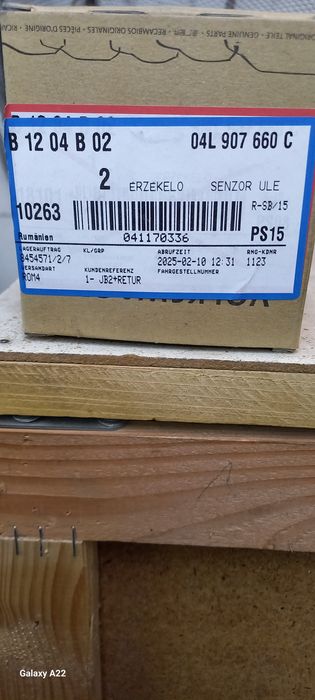 ORIGINAL TEILE · GENUINE PARTS · RECAMBIOS ORIGINALES · PIÈCES D'ORIGINE
B 12 04 B 02 04L 907 660 C
2 ERZEKELO SENZOR ULE
10263 R-SB/15
Rumänien 041170336 PS15
LAGERAUFTRAG KL/GRP ABRUFZEIT RNG-KDNR
8454571/2/7 2025-02-10 12:31 1123
VERSANDART KUNDENREFERENZ FAHRGESTELLNUMMER
ROM4 1- JB2+RETUR
Galaxy A22